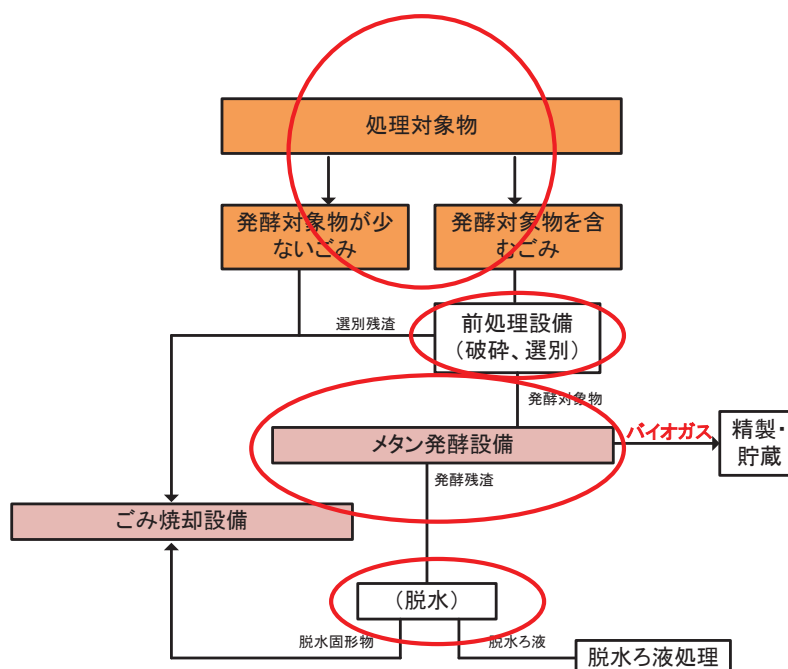 処理対象物
発酵対象物が少
ないごみ
発酵対象物を含
むごみ
選別残渣
前処理設備
（破砕、選別）
発酵対象物
メタン発酵設備
バイオガス
精製・
貯蔵
発酵残渣
ごみ焼却設備
（脱水）
脱水固形物
脱水ろ液
脱水ろ液処理